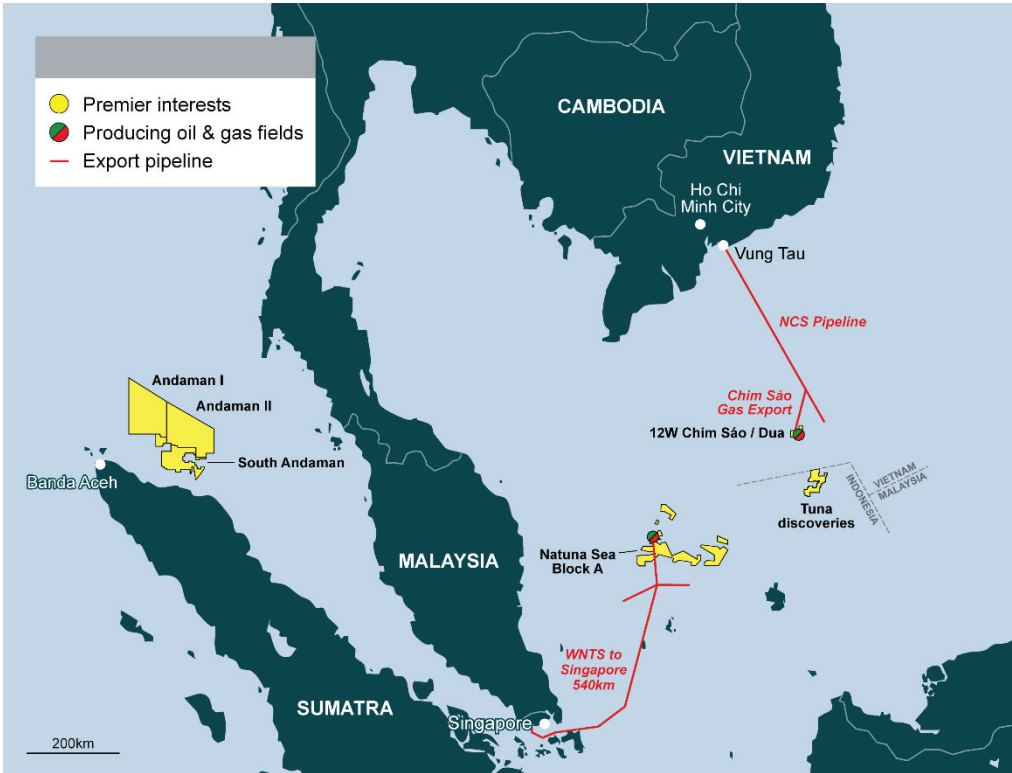 Premier interests
Producing oil & gas fields
Export pipeline
CAMBODIA
VIETNAM
Ho Chi
Minh City
Vung Tau
NCS Pipeline
Chim Sáo
Gas Export
12W Chim Sáo / Dua
Andaman I
Andaman II
South Andaman
Banda Aceh
VIETNAM
MALAYSIA
INDONESIA
Tuna
discoveries
Natuna Sea
Block A
MALAYSIA
WNTS to
Singapore
540km
SUMATRA
Singapore
200km